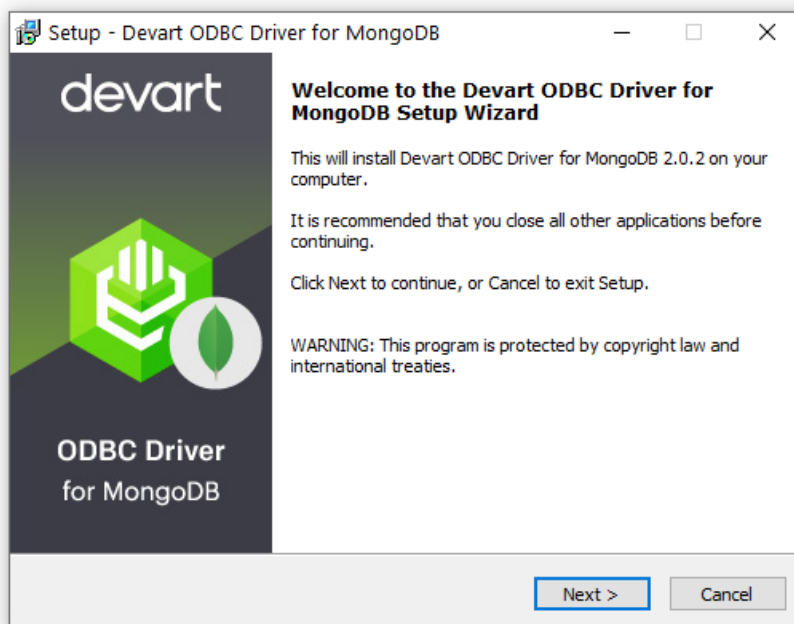 Setup - Devart ODBC Driver for MongoDB
devart
ODBC Driver
for MongoDB
Welcome to the Devart ODBC Driver for
MongoDB Setup Wizard
This will install Devart ODBC Driver for MongoDB 2.0.2 on your
computer.
It is recommended that you close all other applications before
continuing.
Click Next to continue, or Cancel to exit Setup.
WARNING: This program is protected by copyright law and
international treaties.
Next >
Cancel